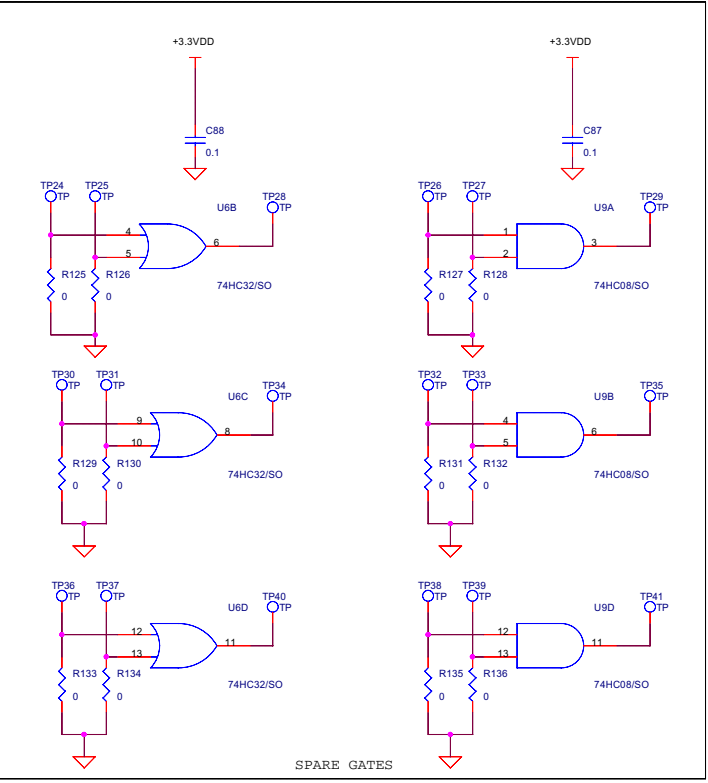 +3.3VDD
+3.3VDD
C88
0.1
C87
0.1
TP24
TP
TP25
TP
TP28
TP
U6B
4
5
6
R125
0
R126
0
74HC32/SO
TP26
TP
TP27
TP
TP29
TP
U9A
1
2
3
R127
0
R128
0
74HC08/SO
TP30
TP
TP31
TP
TP34
TP
U6C
9
10
8
R129
0
R130
0
74HC32/SO
TP32
TP
TP33
TP
TP35
TP
U9B
4
5
6
R131
0
R132
0
74HC08/SO
TP36
TP
TP37
TP
TP40
TP
U6D
12
13
11
R133
0
R134
0
74HC32/SO
TP38
TP
TP39
TP
TP41
TP
U9D
12
13
11
R135
0
R136
0
74HC08/SO
SPARE GATES